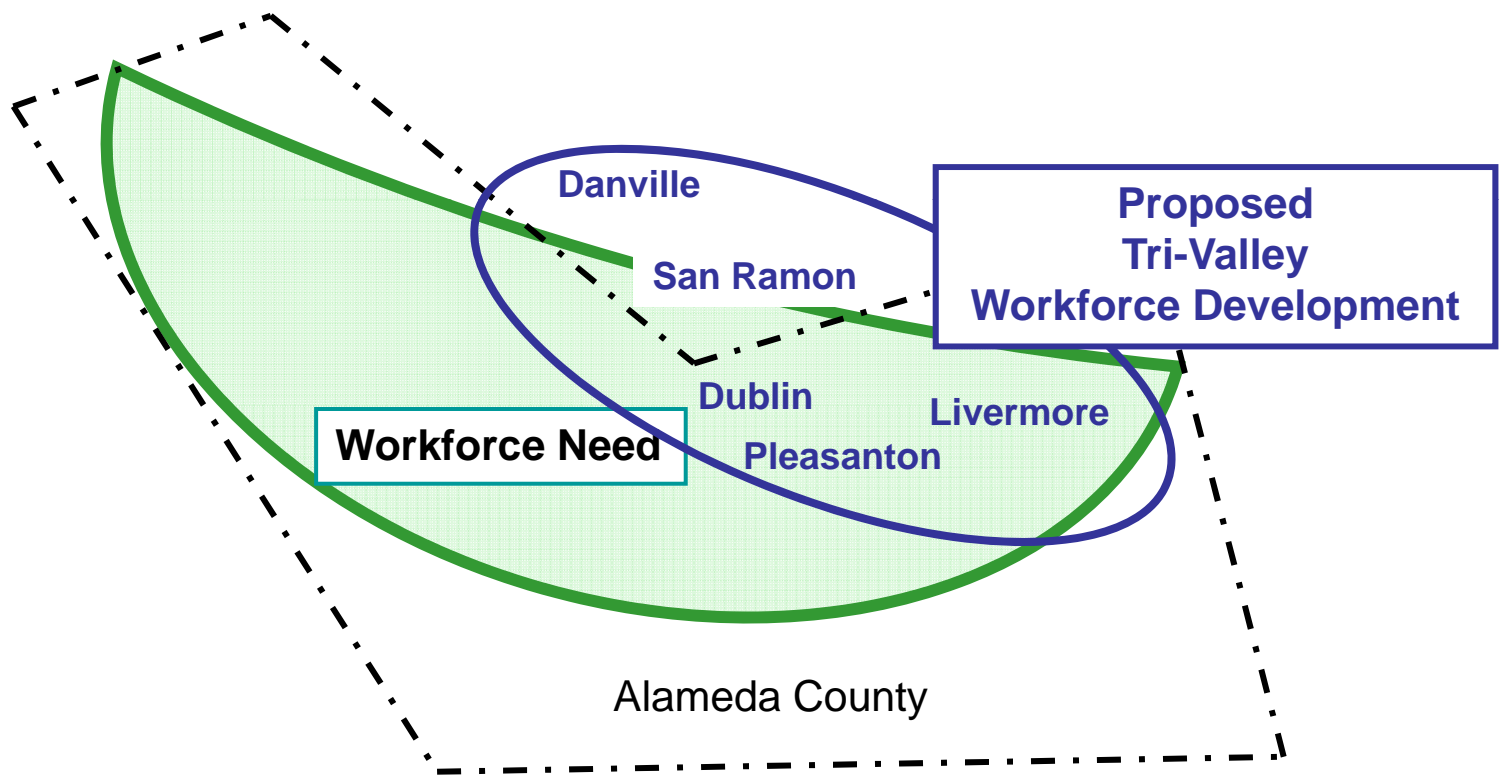 Danville
Proposed
Tri-Valley
Workforce Development
San Ramon
Dublin
Livermore
Workforce Need
Pleasanton
Alameda County